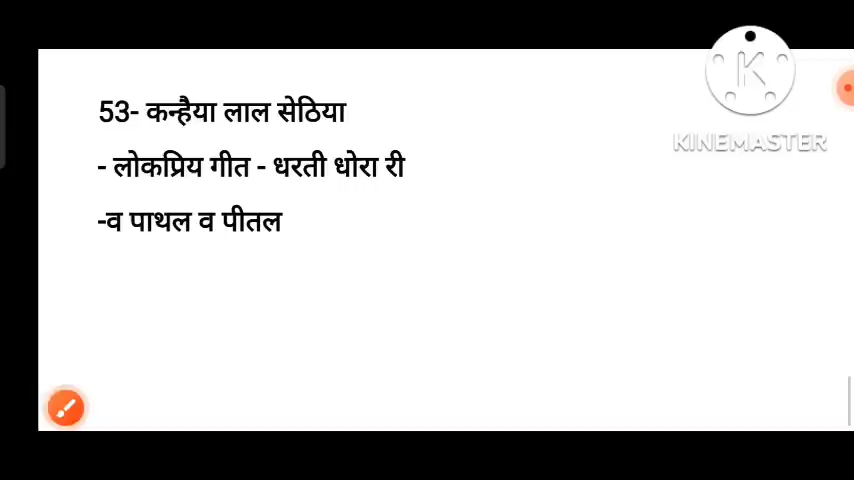 53- कन्हैया लाल सेठिया
- लोकप्रिय गीत - धरती धोरा री
-व पाथल व पीतल
KINEMASTER